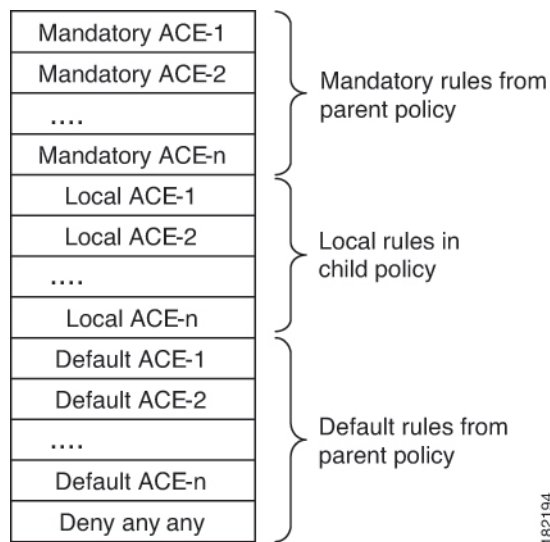 Mandatory ACE-1
Mandatory ACE-2
....
Mandatory ACE-n
Mandatory rules from
parent policy
Local ACE-1
Local ACE-2
....
Local ACE-n
Local rules in
child policy
Default ACE-1
Default ACE-2
....
Default ACE-n
Deny any any
Default rules from
parent policy
182194